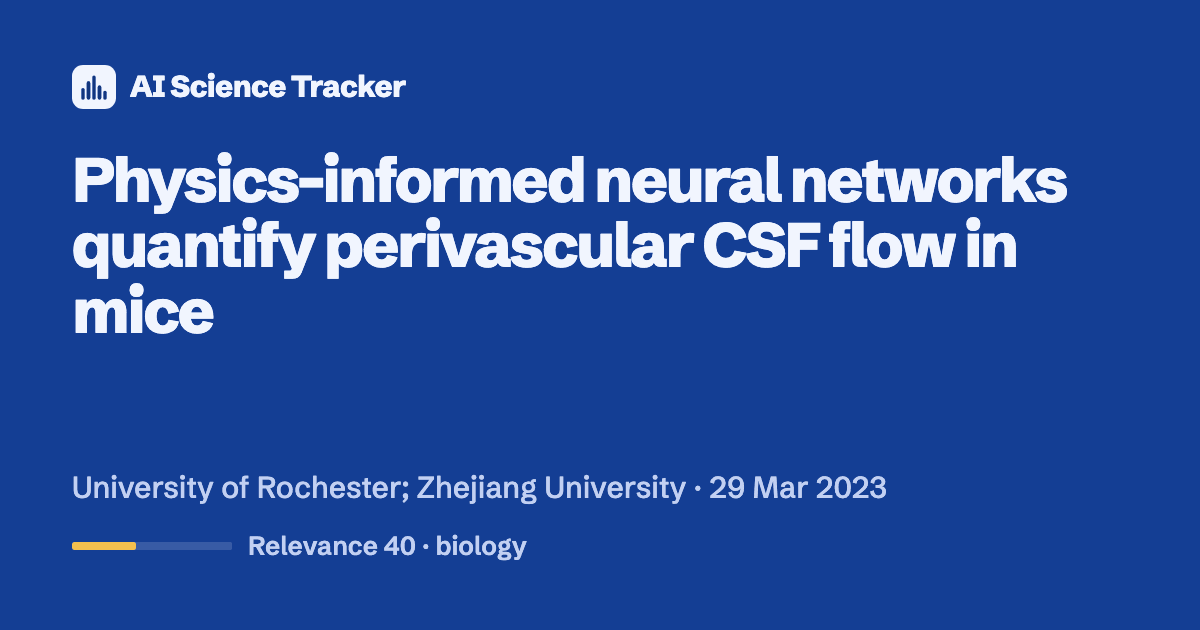 AI Science Tracker
Physics-informed neural networks
quantify perivascular CSF flow in
mice
University of Rochester; Zhejiang University · 29 Mar 2023
Relevance 40 · biology